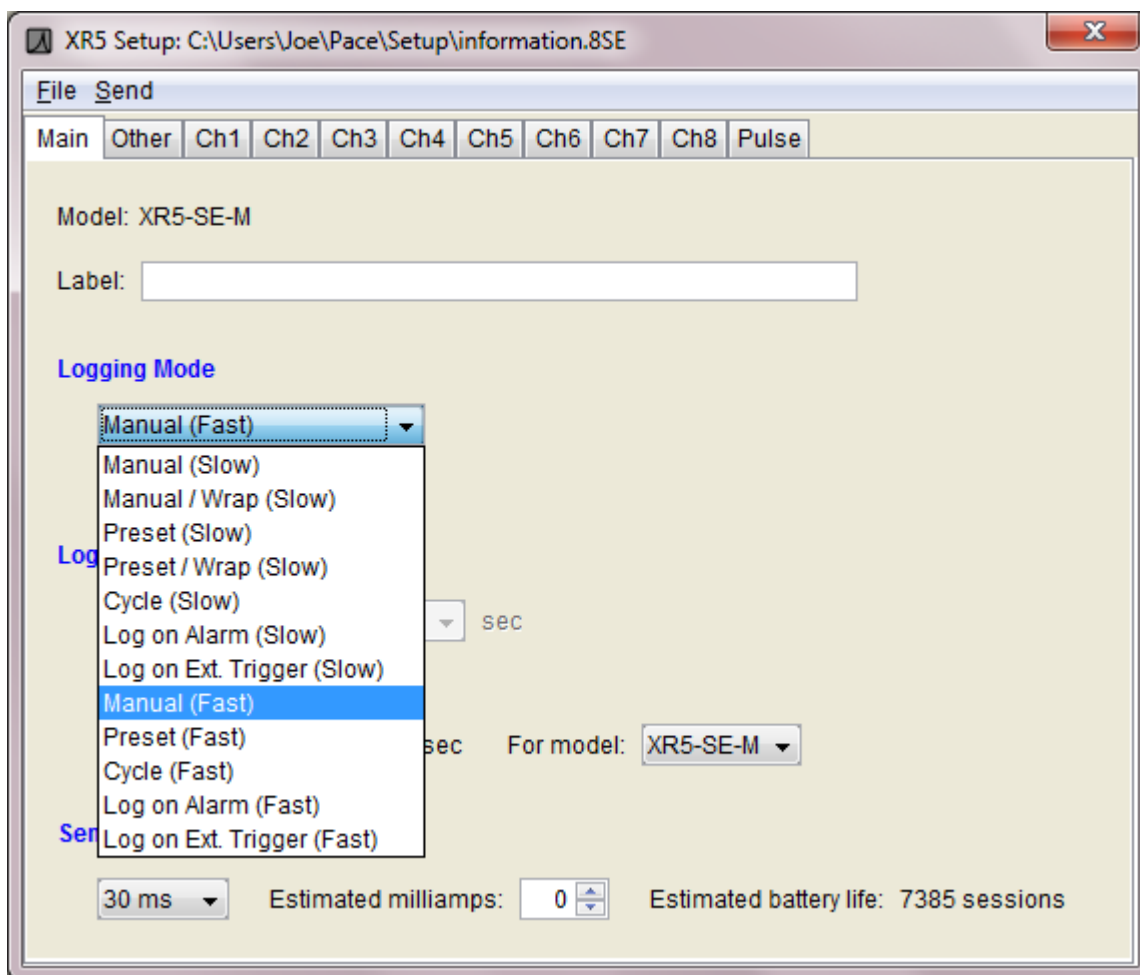 XR5 Setup: C:\Users\Joe\Pace\Setup\information.8SE
File Send
Main Other Ch1 Ch2 Ch3 Ch4 Ch5 Ch6 Ch7 Ch8 Pulse
Model: XR5-SE-M
Label:
Logging Mode
Manual (Fast)
Manual (Slow)
Manual / Wrap (Slow)
Preset (Slow)
Log Preset / Wrap (Slow)
Cycle (Slow)
Log on Alarm (Slow) sec
Log on Ext. Trigger (Slow)
Manual (Fast)
Preset (Fast) sec For model: XR5-SE-M
Cycle (Fast)
Log on Alarm (Fast)
Sen Log on Ext. Trigger (Fast)
30 ms Estimated milliamps: 0 Estimated battery life: 7385 sessions